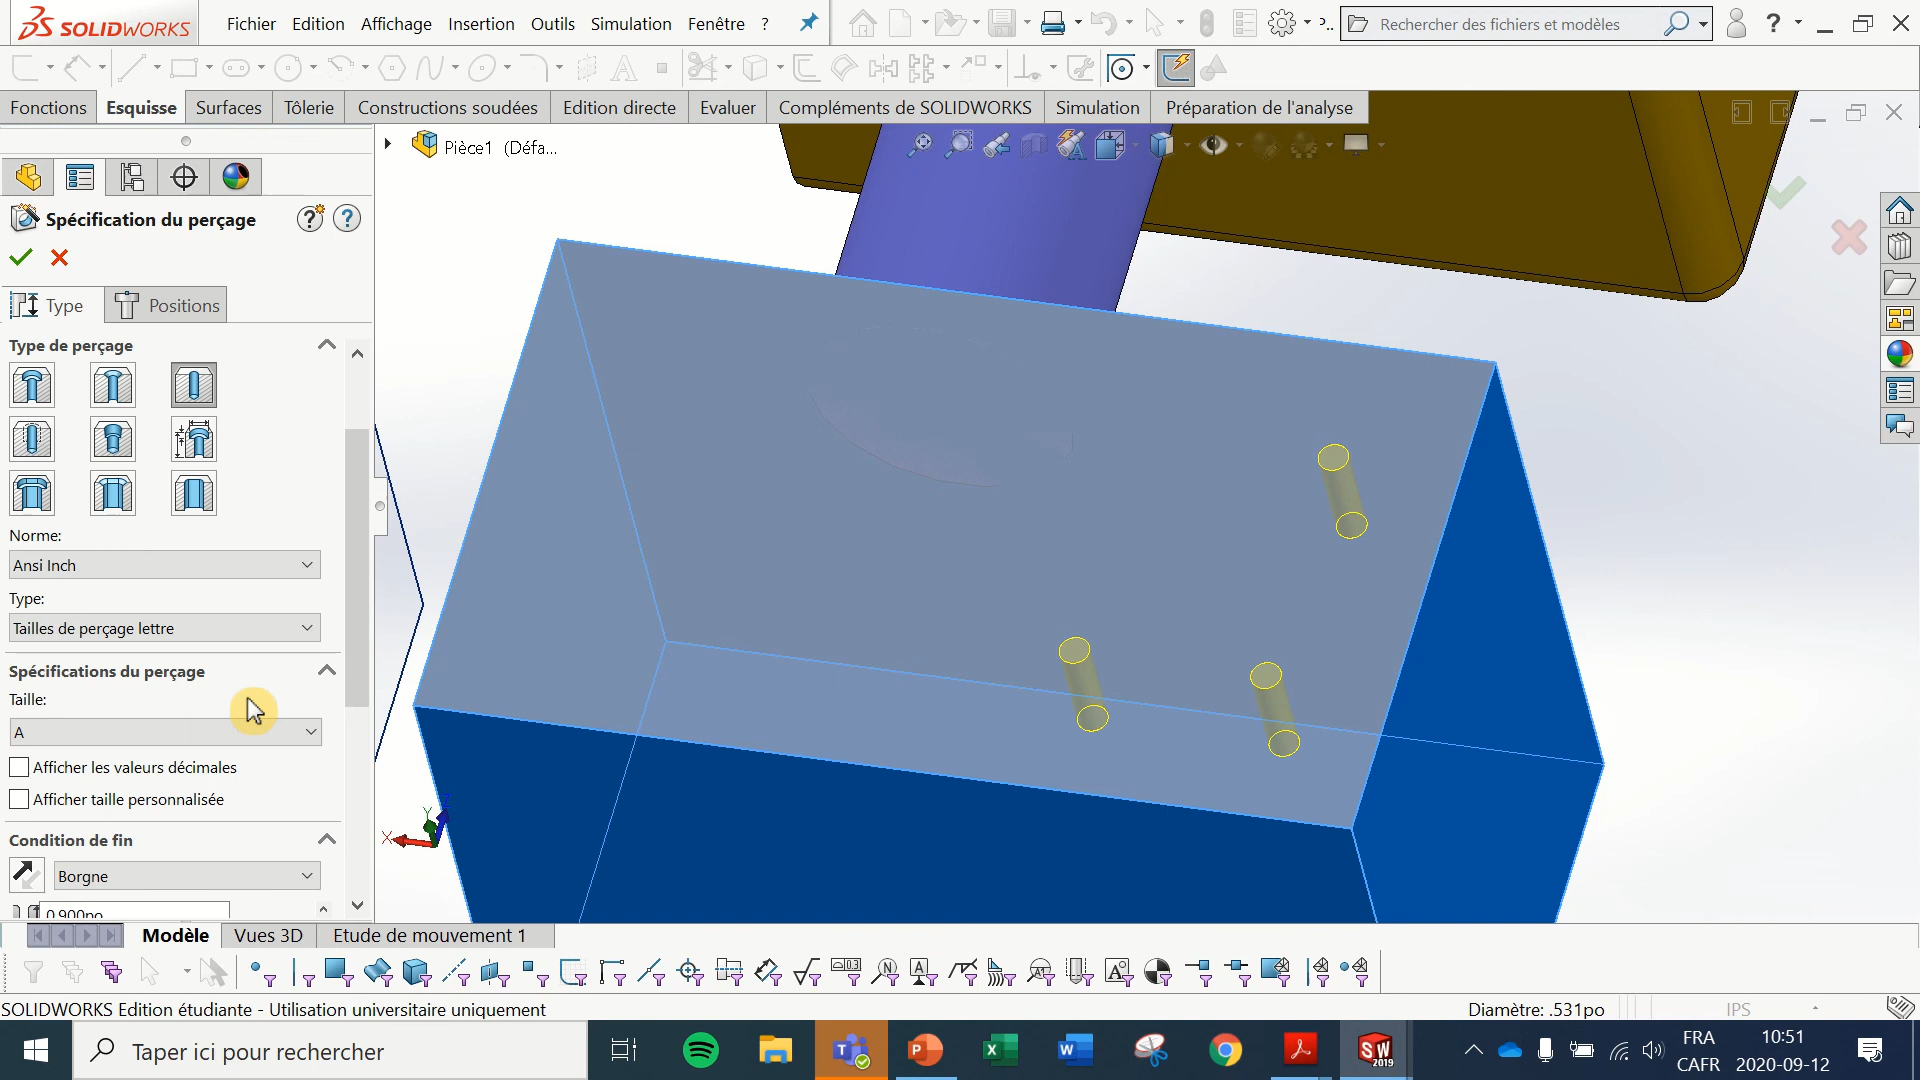 SOLIDWORKS
Fichier Edition Affichage Insertion Outils Simulation Fenêtre ?
Rechercher des fichiers et modèles
Fonctions Esquisse Surfaces Tôlerie Constructions soudées Edition directe Evaluer Compléments de SOLIDWORKS Simulation Préparation de l'analyse
Pièce1 (Défa...
Spécification du perçage
Type Positions
Type de perçage
Norme:
Ansi Inch
Type:
Tailles de perçage lettre
Spécifications du perçage
Taille:
A
Afficher les valeurs décimales
Afficher taille personnalisée
Condition de fin
Borgne
0.900po
X Y
Modèle Vues 3D Etude de mouvement 1
SOLIDWORKS Edition étudiante - Utilisation universitaire uniquement
Diamètre: .531po
IPS
Taper ici pour rechercher
FRA
CAFR
10:51
2020-09-12